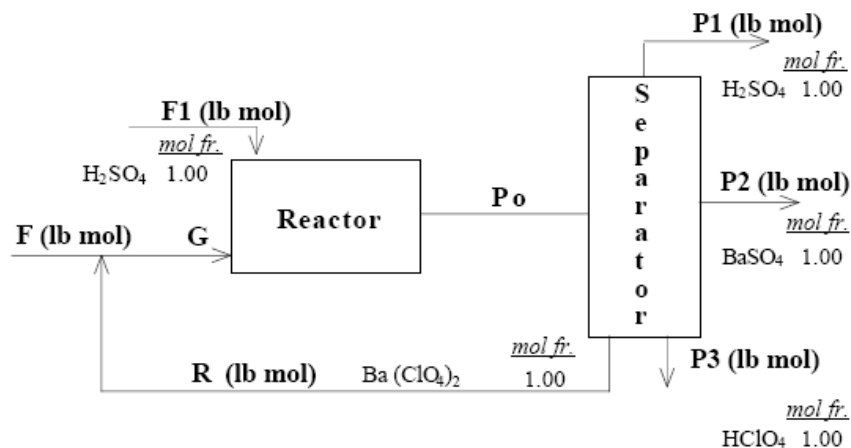 P1 (lb mol)
mol fr.
H₂SO₄ 1.00
F1 (lb mol)
mol fr.
H₂SO₄ 1.00
Reactor
Po
Separator
P2 (lb mol)
mol fr.
BaSO₄ 1.00
F (lb mol)
G
R (lb mol)
Ba (ClO₄)₂
mol fr.
1.00
P3 (lb mol)
mol fr.
HClO₄ 1.00